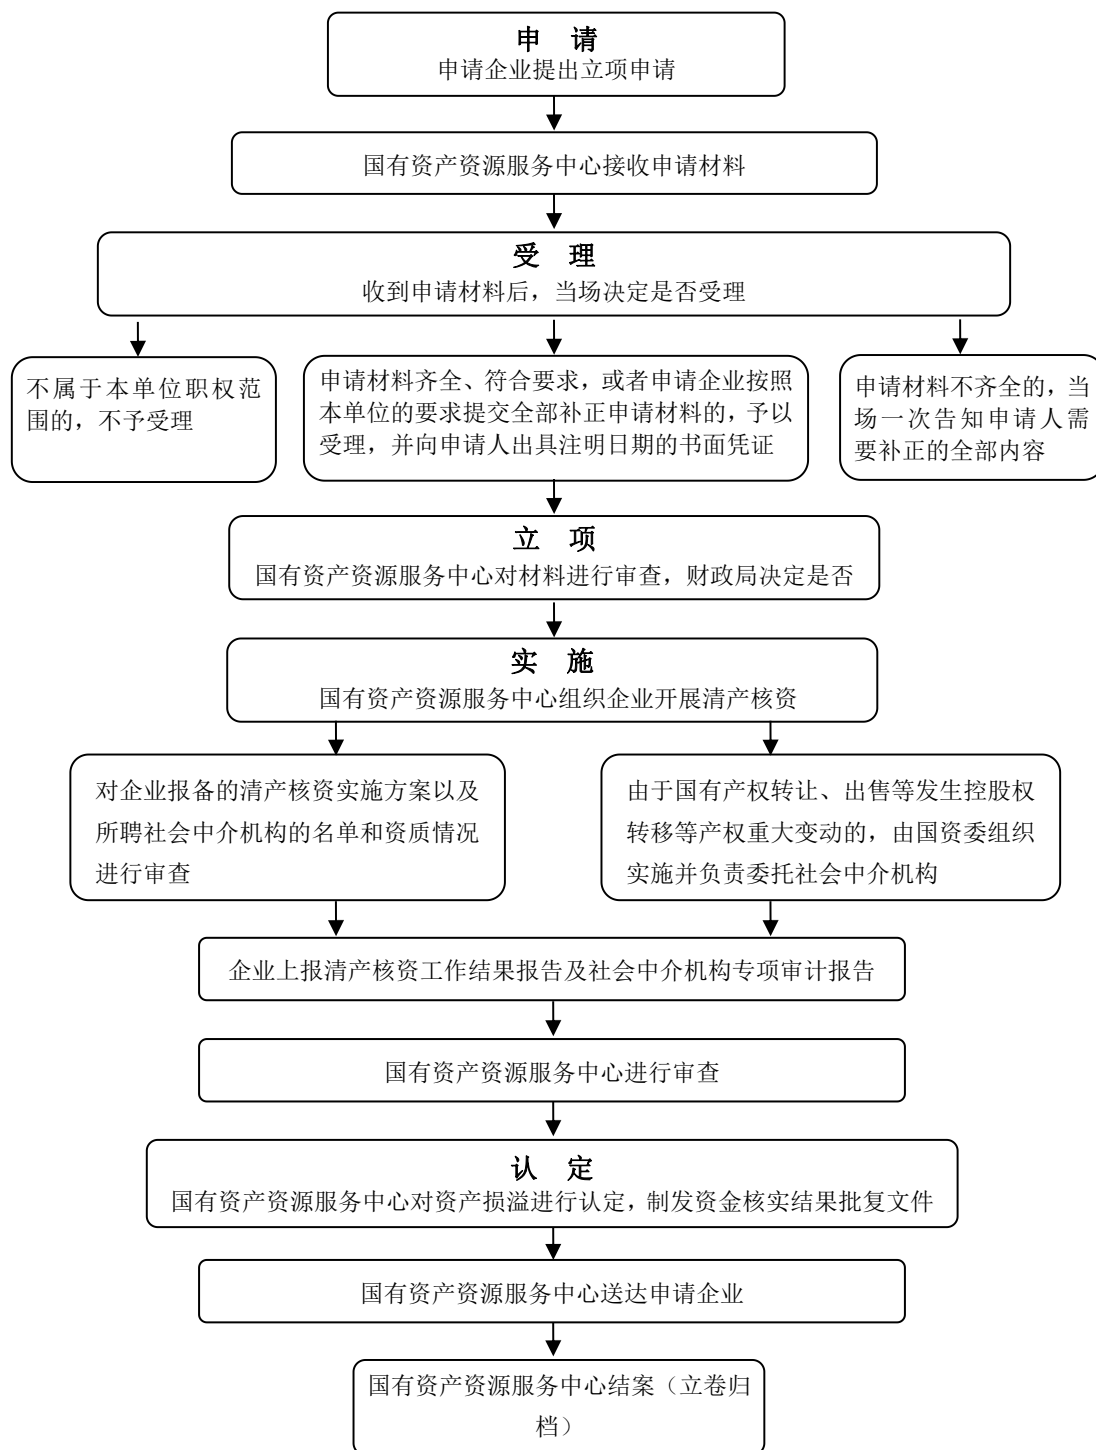 申 请
申请企业提出立项申请
国有资产资源服务中心接收申请材料
受 理
收到申请材料后，当场决定是否受理
不属于本单位职权范
围的，不予受理
申请材料齐全、符合要求，或者申请企业按照
本单位的要求提交全部补正申请材料的，予以
受理，并向申请人出具注明日期的书面凭证
申请材料不齐全的，当
场一次告知申请人需
要补正的全部内容
立 项
国有资产资源服务中心对材料进行审查，财政局决定是否
实 施
国有资产资源服务中心组织企业开展清产核资
对企业报备的清产核资实施方案以及
所聘社会中介机构的名单和资质情况
进行审查
由于国有产权转让、出售等发生控股权
转移等产权重大变动的，由国资委组织
实施并负责委托社会中介机构
企业上报清产核资工作结果报告及社会中介机构专项审计报告
国有资产资源服务中心进行审查
认 定
国有资产资源服务中心对资产损溢进行认定，制发资金核实结果批复文件
国有资产资源服务中心送达申请企业
国有资产资源服务中心结案（立卷归
档）